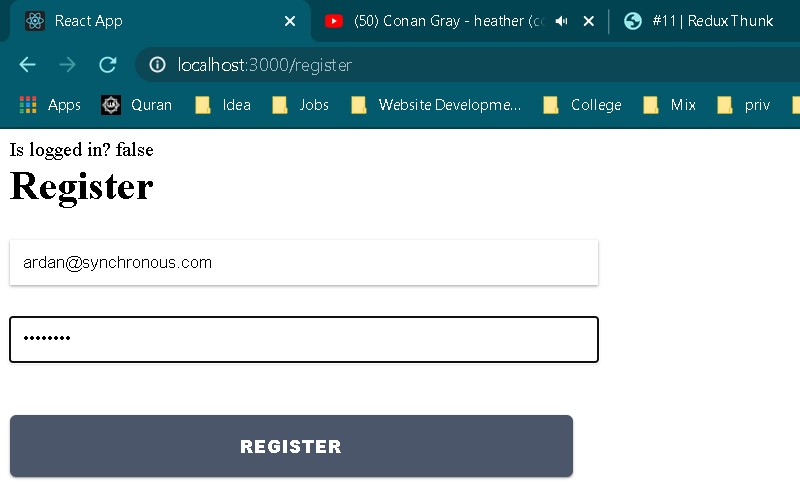 React App
(50) Conan Gray - heather (co
#11 | Redux Thunk
localhost:3000/register
Apps Quran Idea Jobs Website Developme... College Mix priv
Is logged in? false
Register
ardan@synchronous.com
••••••••
REGISTER